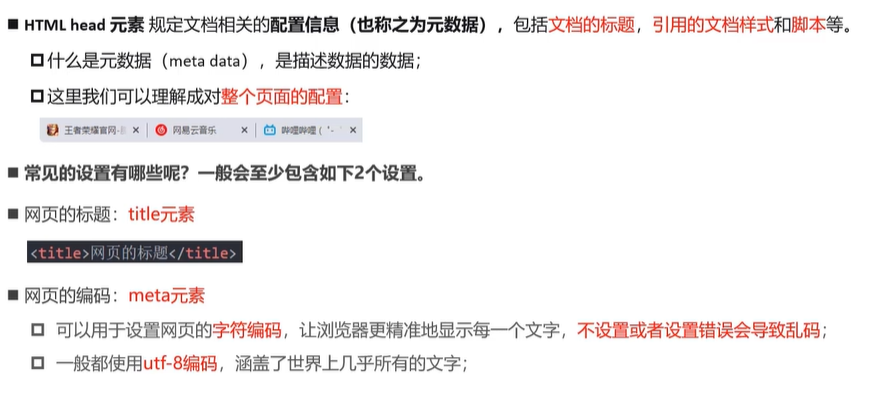 HTML head 元素 规定文档相关的配置信息（也称之为元数据），包括文档的标题，引用的文档样式和脚本等。
什么是元数据（meta data），是描述数据的数据；
这里我们可以理解成对整个页面的配置：
王者荣耀官网- × 网易云音乐 × 哔哩哔哩 ( ゜- ×
常见的设置有哪些呢？一般会至少包含如下2个设置。
网页的标题：title元素
<title>网页的标题</title>
网页的编码：meta元素
可以用于设置网页的字符编码，让浏览器更精准地显示每一个文字，不设置或者设置错误会导致乱码；
一般都使用utf-8编码，涵盖了世界上几乎所有的文字；